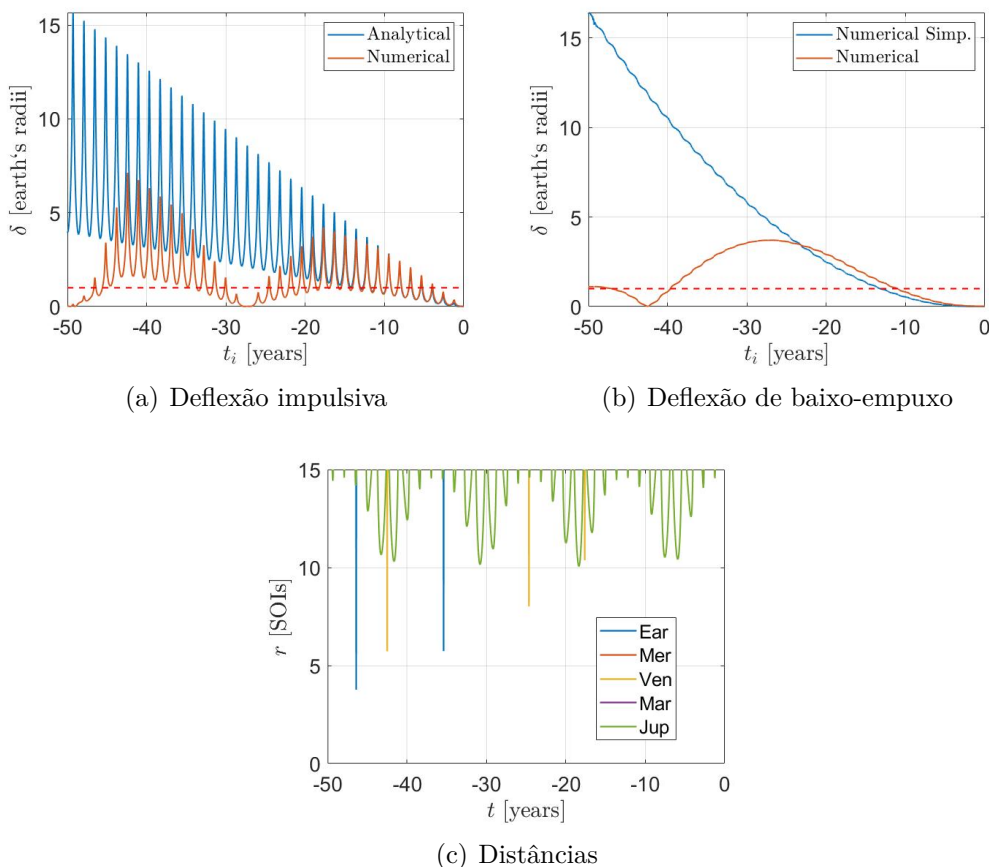 15
10
5
0
δ [earth's radii]
Analytical
Numerical
-50
-40
-30
-20
-10
0
t_i [years]
(a) Deflexão impulsiva
15
10
5
0
δ [earth's radii]
Numerical Simp.
Numerical
-50
-40
-30
-20
-10
0
t_i [years]
(b) Deflexão de baixo-empuxo
15
10
5
0
r [SOIs]
Ear
Mer
Ven
Mar
Jup
-50
-40
-30
-20
-10
0
t [years]
(c) Distâncias